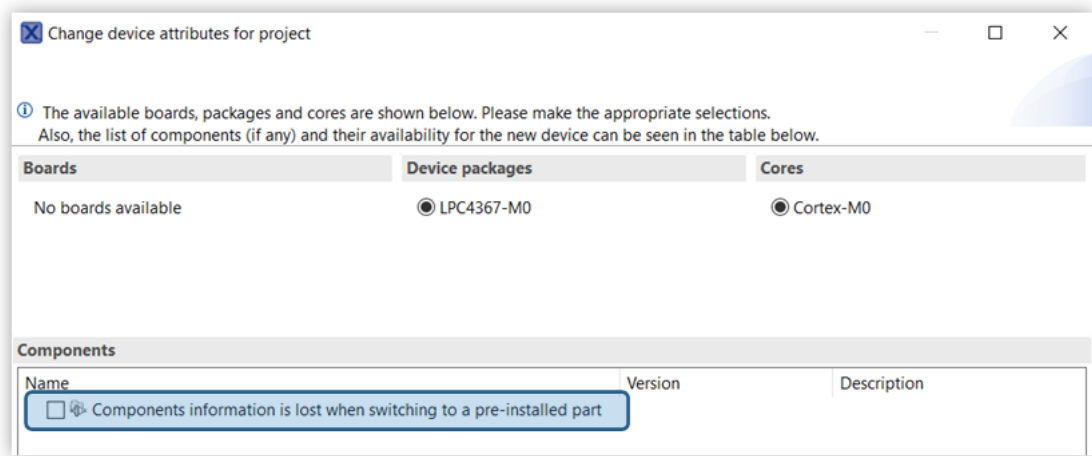 Change device attributes for project
The available boards, packages and cores are shown below. Please make the appropriate selections.
Also, the list of components (if any) and their availability for the new device can be seen in the table below.
Boards Device packages Cores
No boards available LPC4367-M0 Cortex-M0
Components
Name Version Description
Components information is lost when switching to a pre-installed part